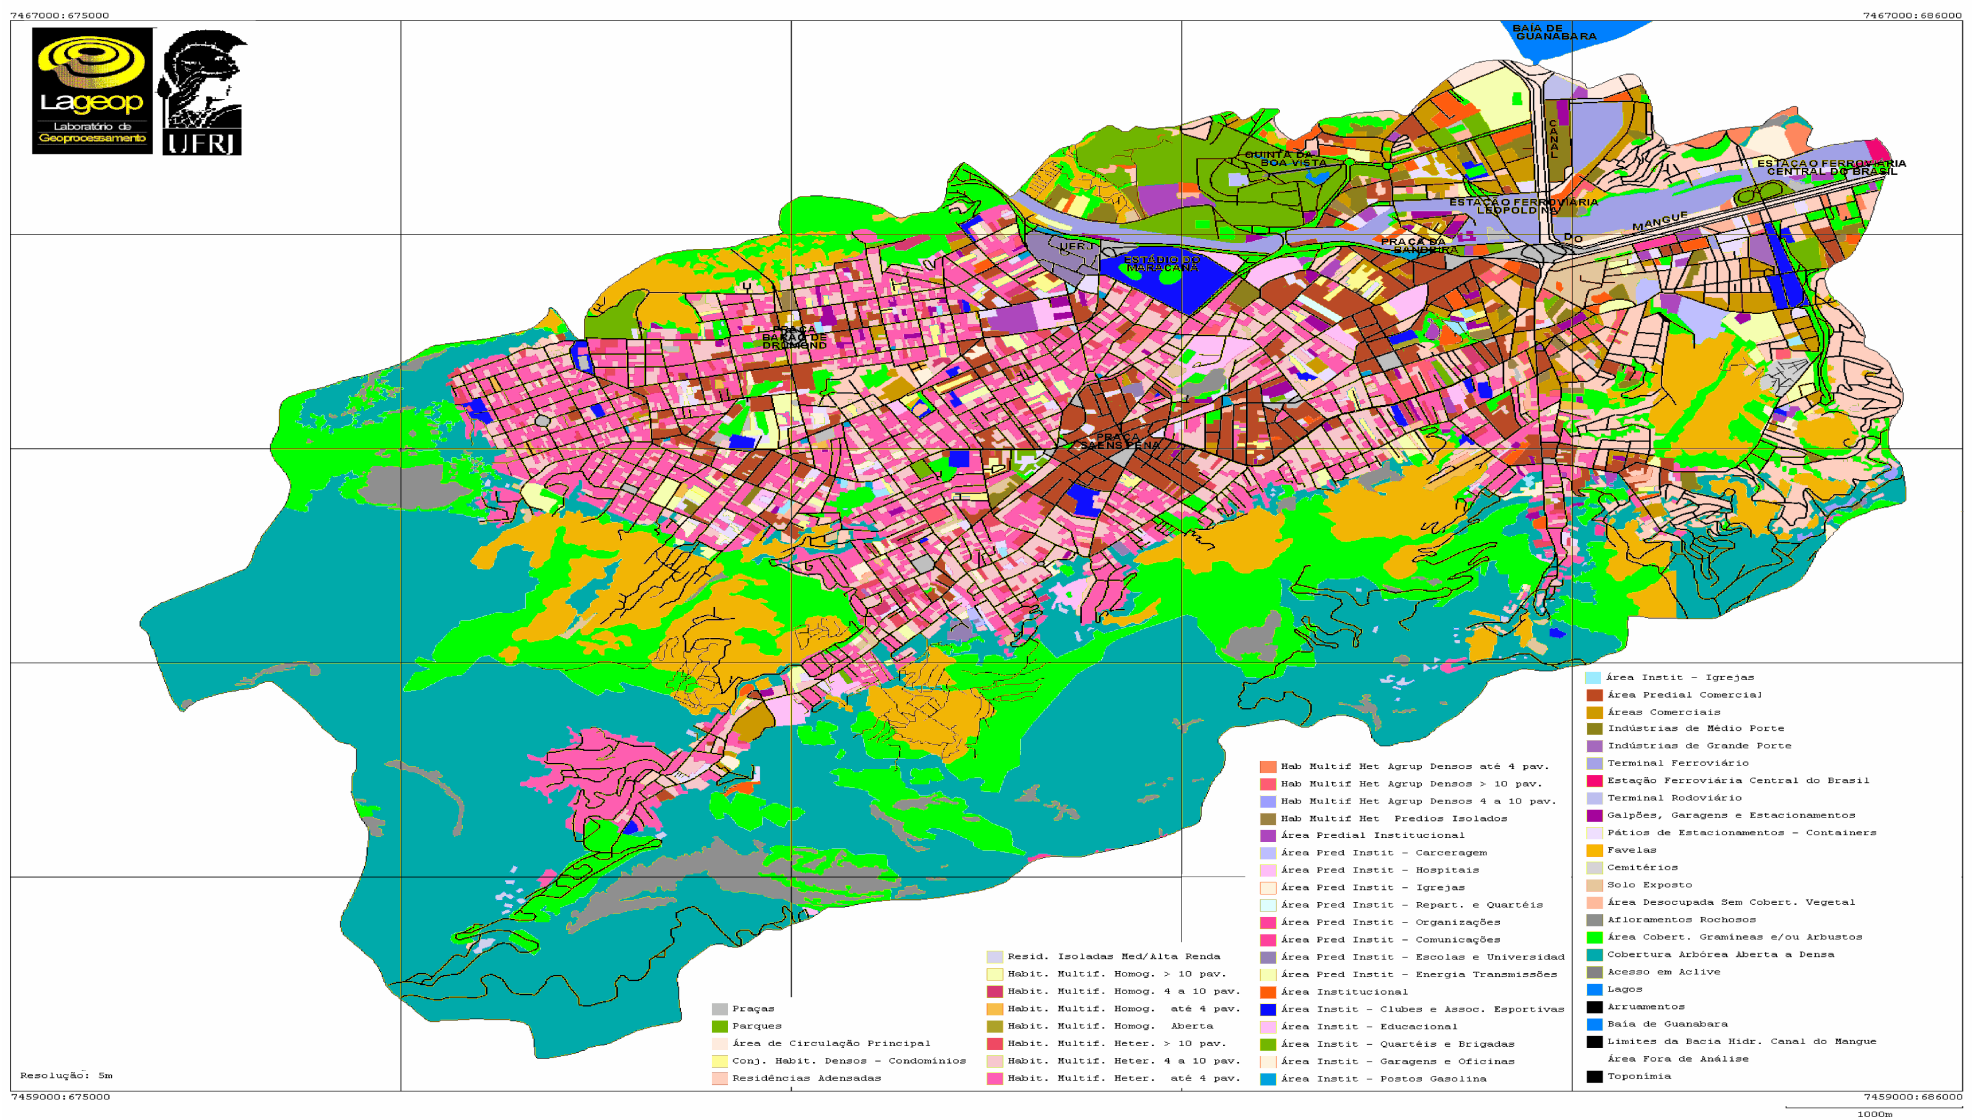 7467000:675000
7467000:686000
Lageop
Laboratório de
Geoprocessamento
UFRJ
BAIA DE
GUANABARA
CANAL
QUINTA DA
BOA VISTA
ESTAÇÃO FERROVIÁRIA
CENTRAL DO BRASIL
ESTAÇÃO FERROVIÁRIA
LEOPOLDINA
MANGUE
DO
PRAÇA DA
BANDEIRA
UERJ
ESTÁDIO DO
MARACANÃ
PRAÇA
BARÃO DE
DRUMOND
PRAÇA
SAENS PENA
Praças
Parques
Área de Circulação Principal
Conj. Habit. Densos - Condomínios
Residências Adensadas
Resid. Isoladas Med/Alta Renda
Habit. Multif. Homog. > 10 pav.
Habit. Multif. Homog. 4 a 10 pav.
Habit. Multif. Homog. até 4 pav.
Habit. Multif. Homog. Aberta
Habit. Multif. Heter. > 10 pav.
Habit. Multif. Heter. 4 a 10 pav.
Habit. Multif. Heter. até 4 pav.
Hab Multif Het Agrup Densos até 4 pav.
Hab Multif Het Agrup Densos > 10 pav.
Hab Multif Het Agrup Densos 4 a 10 pav.
Hab Multif Het Predios Isolados
Área Predial Institucional
Área Pred Instit - Carceragem
Área Pred Instit - Hospitais
Área Pred Instit - Igrejas
Área Pred Instit - Repart. e Quartéis
Área Pred Instit - Organizações
Área Pred Instit - Comunicações
Área Pred Instit - Escolas e Universidad
Área Pred Instit - Energia Transmissões
Área Institucional
Área Instit - Clubes e Assoc. Esportivas
Área Instit - Educacional
Área Instit - Quartéis e Brigadas
Área Instit - Garagens e Oficinas
Área Instit - Postos Gasolina
Área Instit - Igrejas
Área Predial Comercial
Áreas Comerciais
Indústrias de Médio Porte
Indústrias de Grande Porte
Terminal Ferroviário
Estação Ferroviária Central do Brasil
Terminal Rodoviário
Galpões, Garagens e Estacionamentos
Pátios de Estacionamentos - Containers
Favelas
Cemitérios
Solo Exposto
Área Desocupada Sem Cobert. Vegetal
Afloramentos Rochosos
Área Cobert. Gramíneas e/ou Arbustos
Cobertura Arbórea Aberta a Densa
Acesso em Aclive
Lagos
Arruamentos
Baía de Guanabara
Limites da Bacia Hidr. Canal do Mangue
Área Fora de Análise
Toponímia
Resolução: 5m
7459000:675000
7459000:686000
1000m